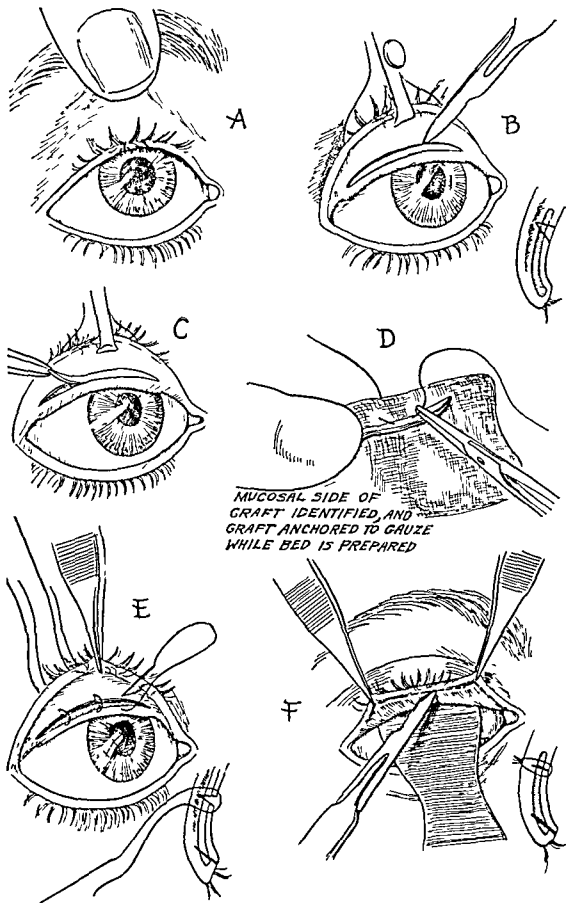 A
B
C
D
MUCOSAL SIDE OF
GRAFT IDENTIFIED, AND
GRAFT ANCHORED TO GAUZE
WHILE BED IS PREPARED
E
F